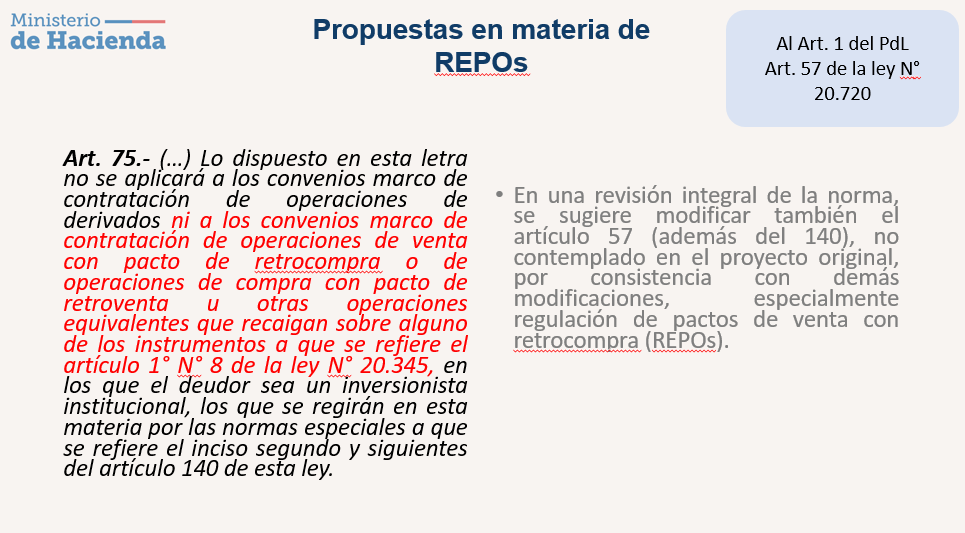 Ministerio
de Hacienda
Propuestas en materia de
REPOs
Al Art. 1 del PdL
Art. 57 de la ley N°
20.720
Art. 75.- (…) Lo dispuesto en esta letra
no se aplicará a los convenios marco de
contratación de operaciones de
derivados ni a los convenios marco de
contratación de operaciones de venta
con pacto de retrocompra o de
operaciones de compra con pacto de
retroventa u otras operaciones
equivalentes que recaigan sobre alguno
de los instrumentos a que se refiere el
artículo 1° N° 8 de la ley N° 20.345, en
los que el deudor sea un inversionista
institucional, los que se regirán en esta
materia por las normas especiales a que
se refiere el inciso segundo y siguientes
del artículo 140 de esta ley.
• En una revisión integral de la norma,
se sugiere modificar también el
artículo 57 (además del 140), no
contemplado en el proyecto original,
por consistencia con demás
modificaciones, especialmente
regulación de pactos de venta con
retrocompra (REPOs).